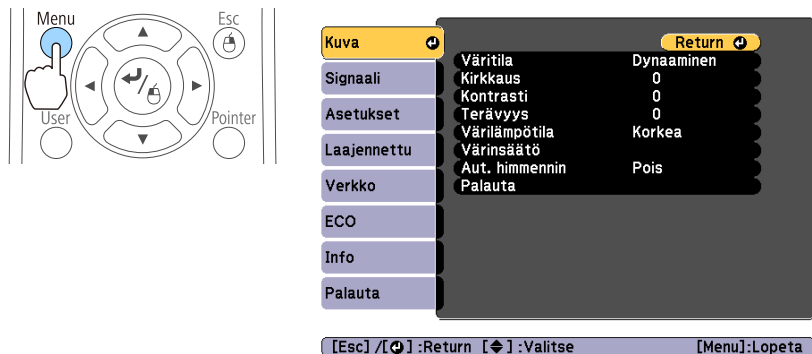 Menu
Esc
User
Pointer
Kuva
Return
Signaali
Asetukset
Laajennettu
Verkko
ECO
Info
Palauta
Väritila Dynaaminen
Kirkkaus 0
Kontrasti 0
Terävyys 0
Värilämpötila Korkea
Värinsäätö
Aut. himmennin Pois
Palauta
[Esc] /[ ] :Return [ ] :Valitse [Menu]:Lopeta